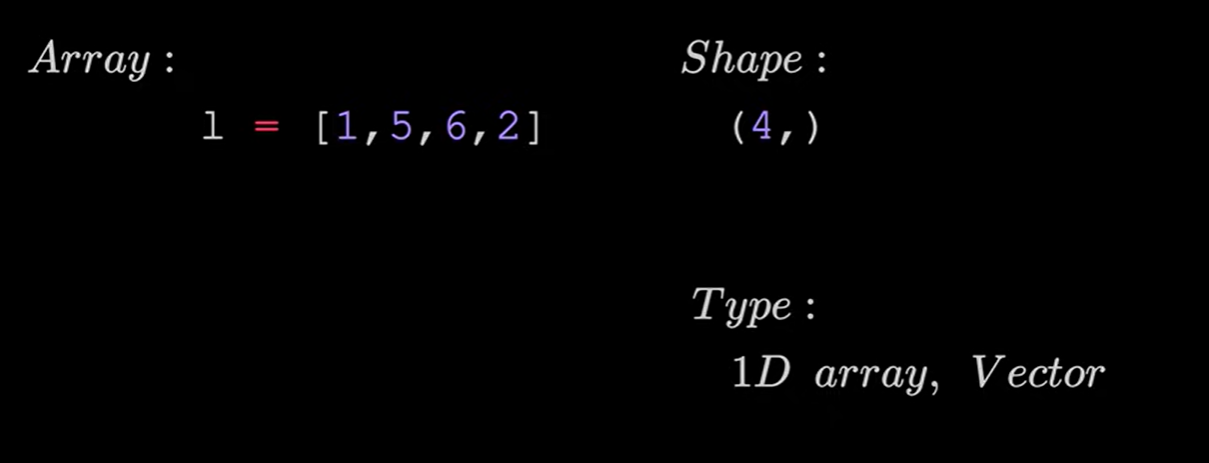 Array :
l = [1,5,6,2]
Shape :
(4,)
Type :
1D array, Vector